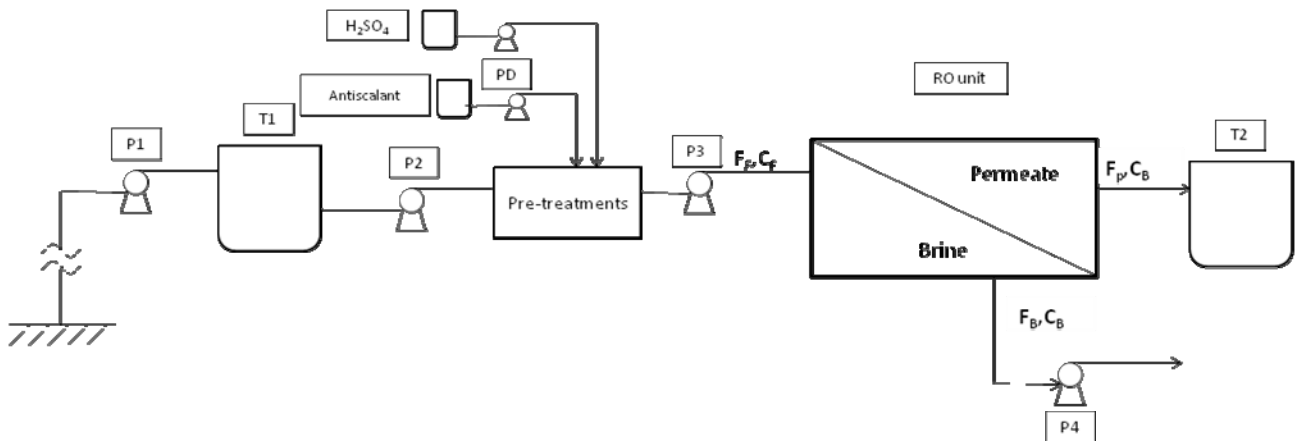 H₂SO₄
RO unit
PD
Antiscalant
T1
T2
P1
P2
P3
F_F,C_F
Permeate
F_p,C_B
Pre-treatments
Brine
F_B,C_B
P4